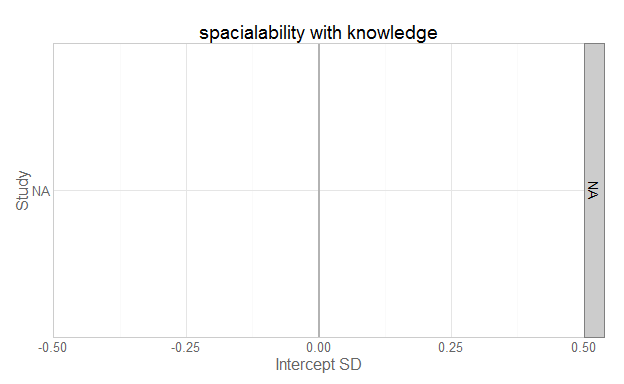 spacialability with knowledge
Study
NA
NA
-0.50 -0.25 0.00 0.25 0.50
Intercept SD